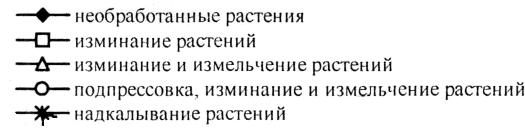 необработанные растения
изминание растений
изминание и измельчение растений
подпрессовка, изминание и измельчение растений
надкалывание растений